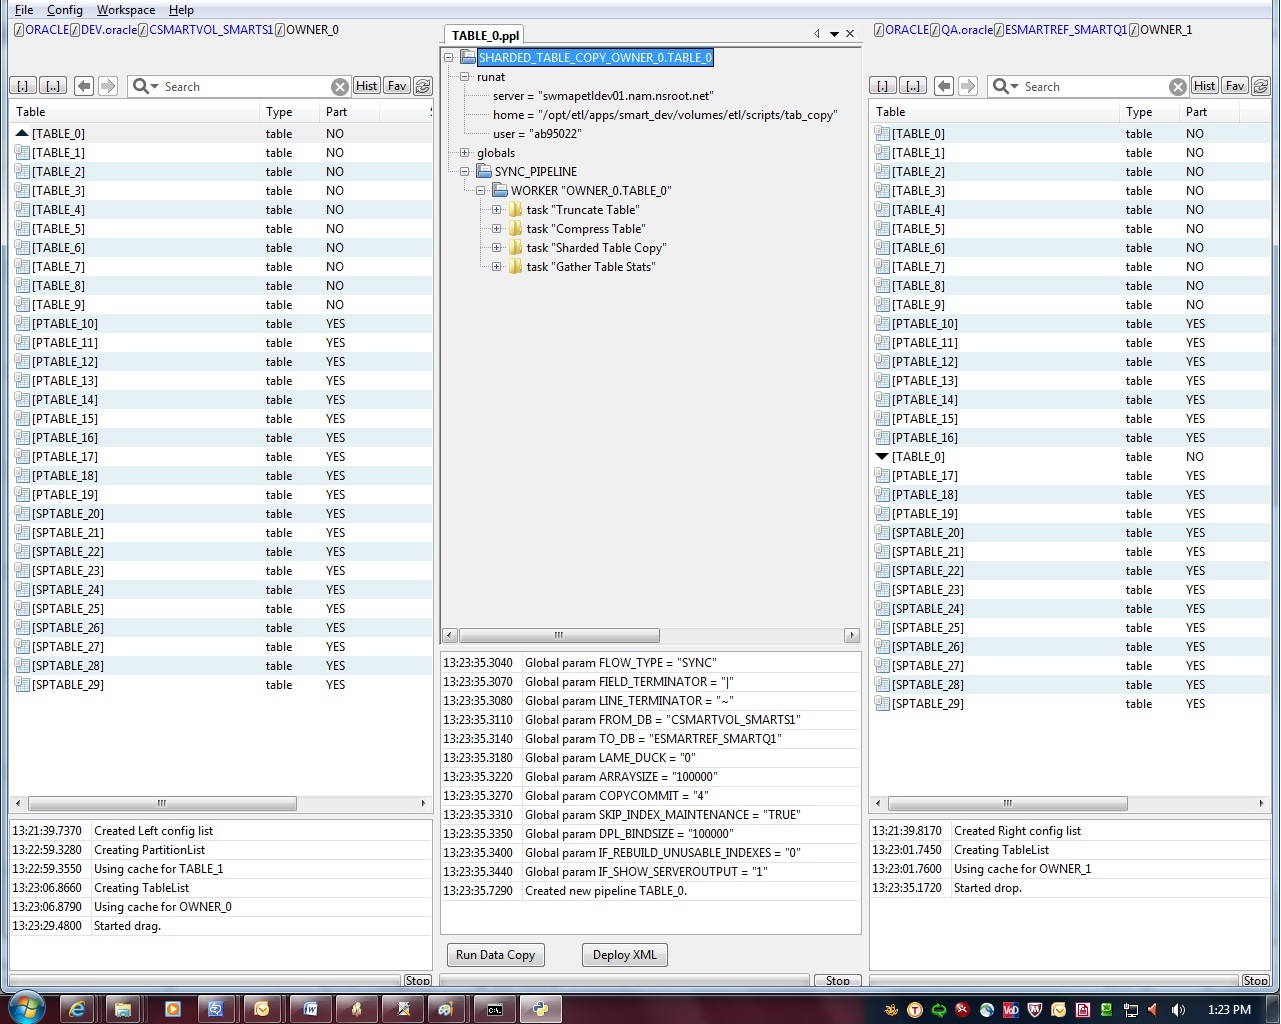 File Config Workspace Help
/ORACLE/DEV.oracle/CSMARTVOL_SMARTS1/OWNER_0
[.] [..] Search Hist Fav
Table Type Part
[TABLE_0] table NO
[TABLE_1] table NO
[TABLE_2] table NO
[TABLE_3] table NO
[TABLE_4] table NO
[TABLE_5] table NO
[TABLE_6] table NO
[TABLE_7] table NO
[TABLE_8] table NO
[TABLE_9] table NO
[PTABLE_10] table YES
[PTABLE_11] table YES
[PTABLE_12] table YES
[PTABLE_13] table YES
[PTABLE_14] table YES
[PTABLE_15] table YES
[PTABLE_16] table YES
[PTABLE_17] table YES
[PTABLE_18] table YES
[PTABLE_19] table YES
[SPTABLE_20] table YES
[SPTABLE_21] table YES
[SPTABLE_22] table YES
[SPTABLE_23] table YES
[SPTABLE_24] table YES
[SPTABLE_25] table YES
[SPTABLE_26] table YES
[SPTABLE_27] table YES
[SPTABLE_28] table YES
[SPTABLE_29] table YES
13:21:39.7370 Created Left config list
13:22:59.3280 Creating PartitionList
13:22:59.3550 Using cache for TABLE_1
13:23:06.8660 Creating TableList
13:23:06.8790 Using cache for OWNER_0
13:23:29.4800 Started drag.
Stop
TABLE_0.ppl
SHARDED_TABLE_COPY_OWNER_0.TABLE_0
runat
server = "swmapetldev01.nam.nsroot.net"
home = "/opt/etl/apps/smart_dev/volumes/etl/scripts/tab_copy"
user = "ab95022"
globals
SYNC_PIPELINE
WORKER "OWNER_0.TABLE_0"
task "Truncate Table"
task "Compress Table"
task "Sharded Table Copy"
task "Gather Table Stats"
13:23:35.3040 Global param FLOW_TYPE = "SYNC"
13:23:35.3070 Global param FIELD_TERMINATOR = "|"
13:23:35.3080 Global param LINE_TERMINATOR = "~"
13:23:35.3110 Global param FROM_DB = "CSMARTVOL_SMARTS1"
13:23:35.3140 Global param TO_DB = "ESMARTREF_SMARTQ1"
13:23:35.3180 Global param LAME_DUCK = "0"
13:23:35.3220 Global param ARRAYSIZE = "100000"
13:23:35.3270 Global param COPYCOMMIT = "4"
13:23:35.3310 Global param SKIP_INDEX_MAINTENANCE = "TRUE"
13:23:35.3350 Global param DPL_BINDSIZE = "100000"
13:23:35.3400 Global param IF_REBUILD_UNUSABLE_INDEXES = "0"
13:23:35.3440 Global param IF_SHOW_SERVEROUTPUT = "1"
13:23:35.7290 Created new pipeline TABLE_0.
Run Data Copy Deploy XML
Stop
/ORACLE/QA.oracle/ESMARTREF_SMARTQ1/OWNER_1
[.] [..] Search Hist Fav
Table Type Part
[TABLE_0] table NO
[TABLE_1] table NO
[TABLE_2] table NO
[TABLE_3] table NO
[TABLE_4] table NO
[TABLE_5] table NO
[TABLE_6] table NO
[TABLE_7] table NO
[TABLE_8] table NO
[TABLE_9] table NO
[PTABLE_10] table YES
[PTABLE_11] table YES
[PTABLE_12] table YES
[PTABLE_13] table YES
[PTABLE_14] table YES
[PTABLE_15] table YES
[PTABLE_16] table YES
[TABLE_0] table NO
[PTABLE_17] table YES
[PTABLE_18] table YES
[PTABLE_19] table YES
[SPTABLE_20] table YES
[SPTABLE_21] table YES
[SPTABLE_22] table YES
[SPTABLE_23] table YES
[SPTABLE_24] table YES
[SPTABLE_25] table YES
[SPTABLE_26] table YES
[SPTABLE_27] table YES
[SPTABLE_28] table YES
[SPTABLE_29] table YES
13:21:39.8170 Created Right config list
13:23:01.7450 Creating TableList
13:23:01.7600 Using cache for OWNER_1
13:23:35.1720 Started drop.
Stop
1:23 PM